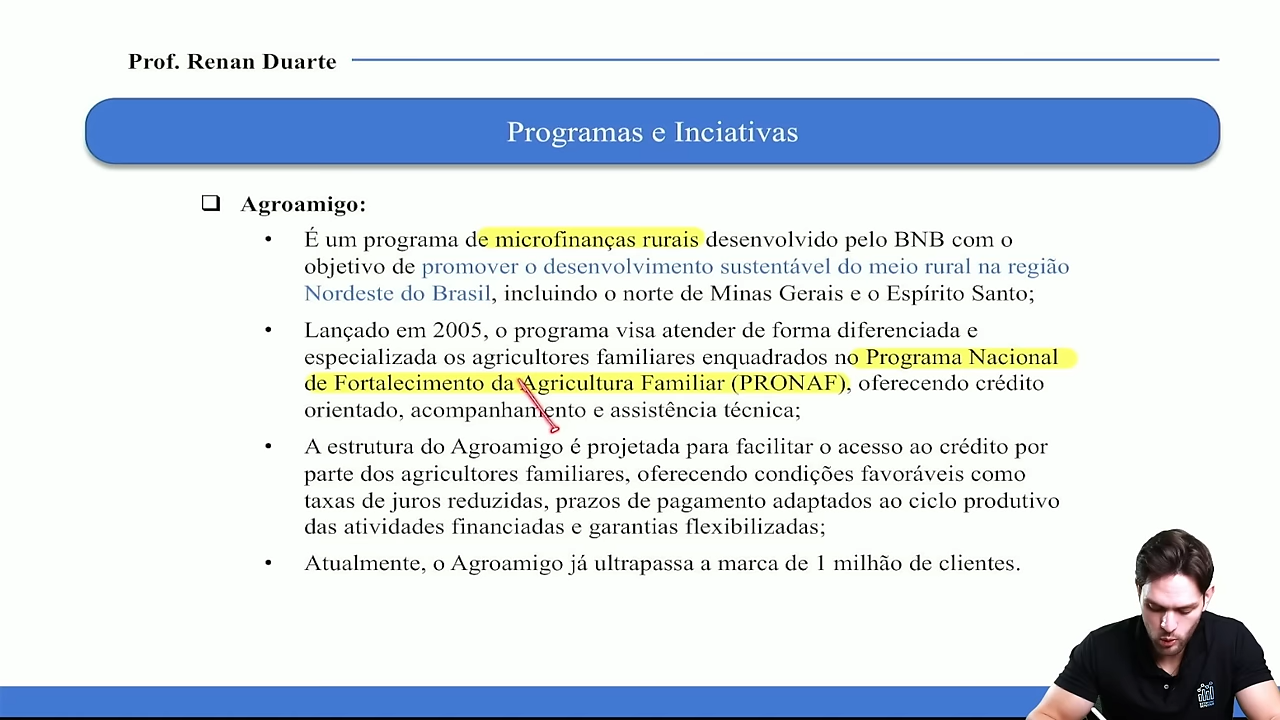 Prof. Renan Duarte
Programas e Inciativas
Agroamigo:
• É um programa de microfinanças rurais desenvolvido pelo BNB com o
objetivo de promover o desenvolvimento sustentável do meio rural na região
Nordeste do Brasil, incluindo o norte de Minas Gerais e o Espírito Santo;
• Lançado em 2005, o programa visa atender de forma diferenciada e
especializada os agricultores familiares enquadrados no Programa Nacional
de Fortalecimento da Agricultura Familiar (PRONAF), oferecendo crédito
orientado, acompanhamento e assistência técnica;
• A estrutura do Agroamigo é projetada para facilitar o acesso ao crédito por
parte dos agricultores familiares, oferecendo condições favoráveis como
taxas de juros reduzidas, prazos de pagamento adaptados ao ciclo produtivo
das atividades financiadas e garantias flexibilizadas;
• Atualmente, o Agroamigo já ultrapassa a marca de 1 milhão de clientes.